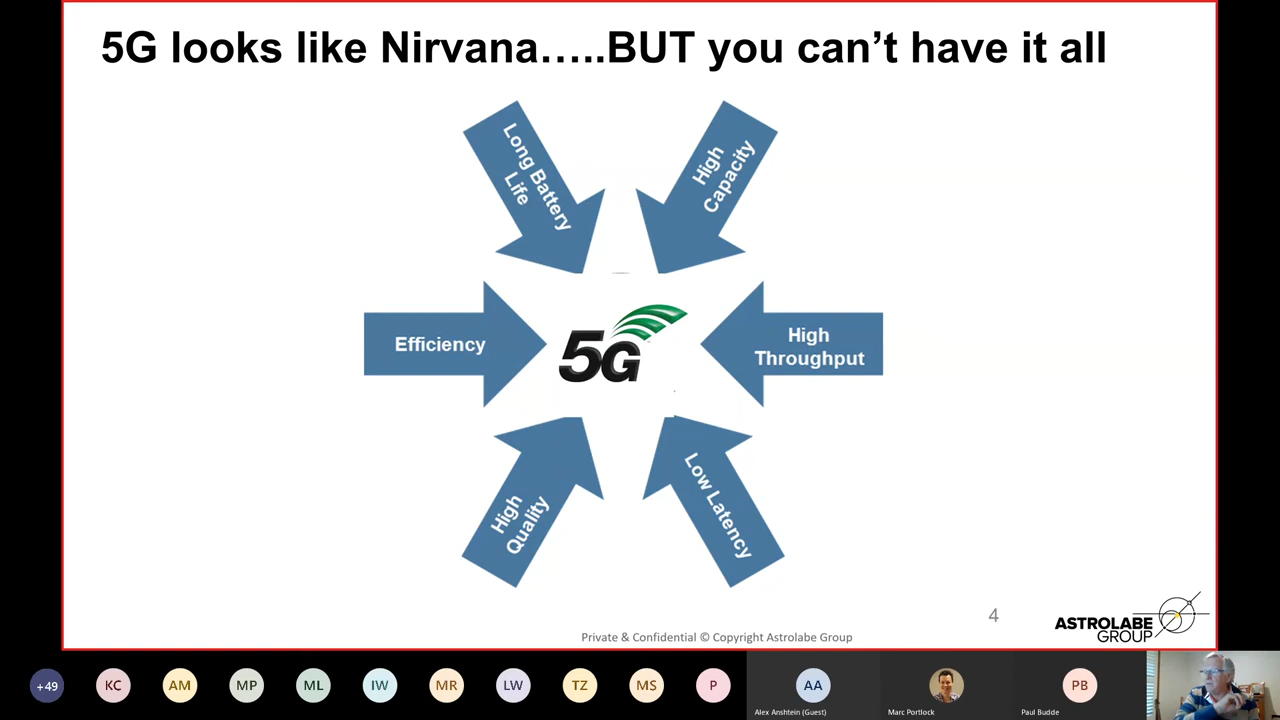 5G looks like Nirvana…..BUT you can't have it all
Long Battery
Life
High
Capacity
Efficiency
5G
High
Throughput
High
Quality
Low Latency
4
Private & Confidential © Copyright Astrolabe Group
ASTROLABE
GROUP
+49
KC
AM
MP
ML
IW
MR
LW
TZ
MS
P
AA
Alex Anshtein (Guest)
Marc Portlock
PB
Paul Budde